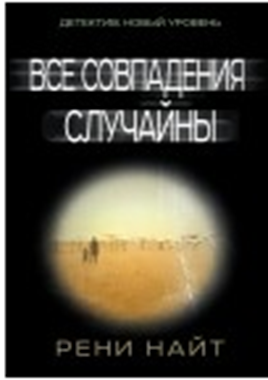 ДЕТЕКТИВ. НОВЫЙ УРОВЕНЬ
ВСЕ СОВПАДЕНИЯ
СЛУЧАЙНЫ
РЕНИ НАЙТ